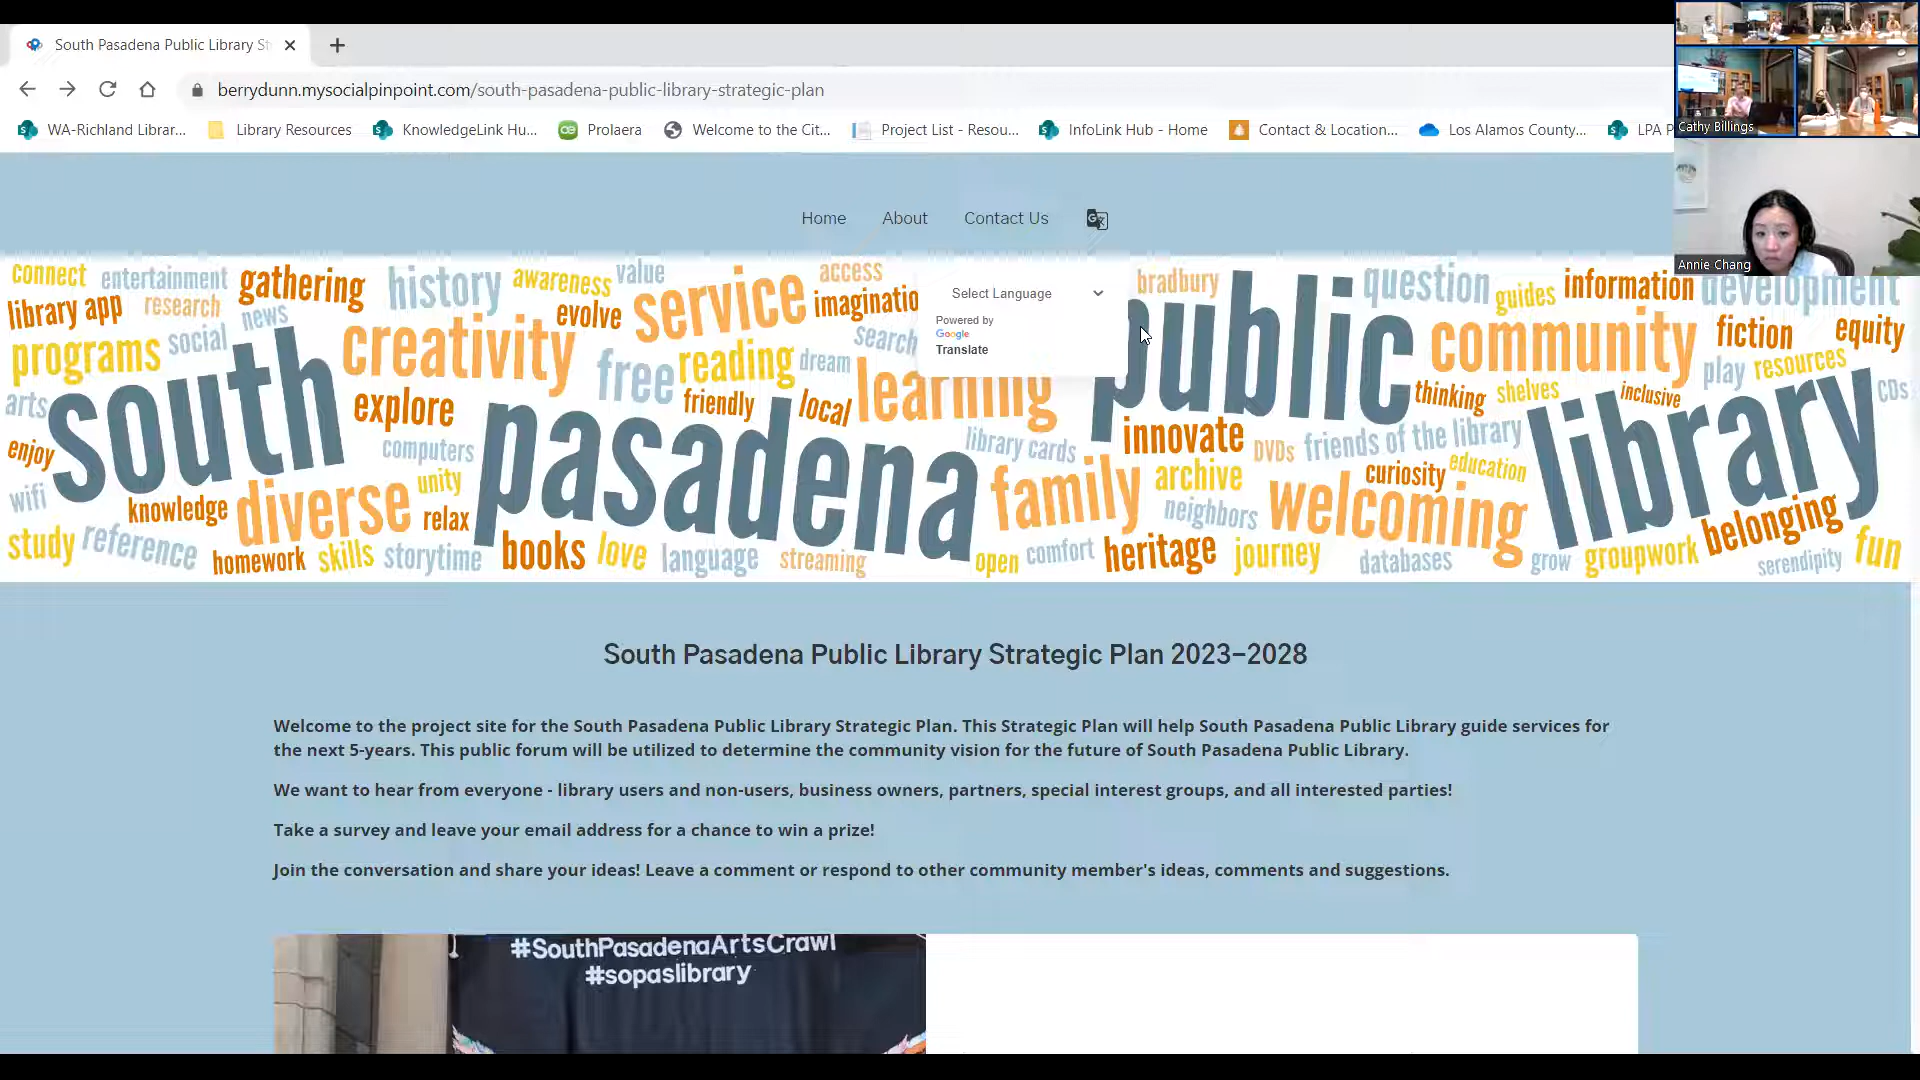 South Pasadena Public Library St
berrydunn.mysocialpinpoint.com/south-pasadena-public-library-strategic-plan
WA-Richland Librar...
Library Resources
KnowledgeLink Hu...
Prolaera
Welcome to the Cit...
Project List - Resou...
InfoLink Hub - Home
Contact & Location...
Los Alamos County...
LPA P
Cathy Billings
Annie Chang
Home
About
Contact Us
Select Language
Powered by
Google
Translate
connect entertainment gathering history awareness value service access bradbury question guides information development
library app research news evolve imaginatio community fiction equity
programs social creativity free reading dream search play resources
arts south explore friendly local learning public thinking shelves inclusive CDs
enjoy computers pasadena library cards innovate DVDs friends of the library library
wifi knowledge diverse unity relax family archive neighbors curiosity education welcoming belonging
study reference homework skills storytime books love language streaming open comfort heritage journey databases grow groupwork serendipity fun
South Pasadena Public Library Strategic Plan 2023–2028
Welcome to the project site for the South Pasadena Public Library Strategic Plan. This Strategic Plan will help South Pasadena Public Library guide services for
the next 5-years. This public forum will be utilized to determine the community vision for the future of South Pasadena Public Library.
We want to hear from everyone - library users and non-users, business owners, partners, special interest groups, and all interested parties!
Take a survey and leave your email address for a chance to win a prize!
Join the conversation and share your ideas! Leave a comment or respond to other community member's ideas, comments and suggestions.
#SouthPasadenaArtsCrawl
#sopaslibrary